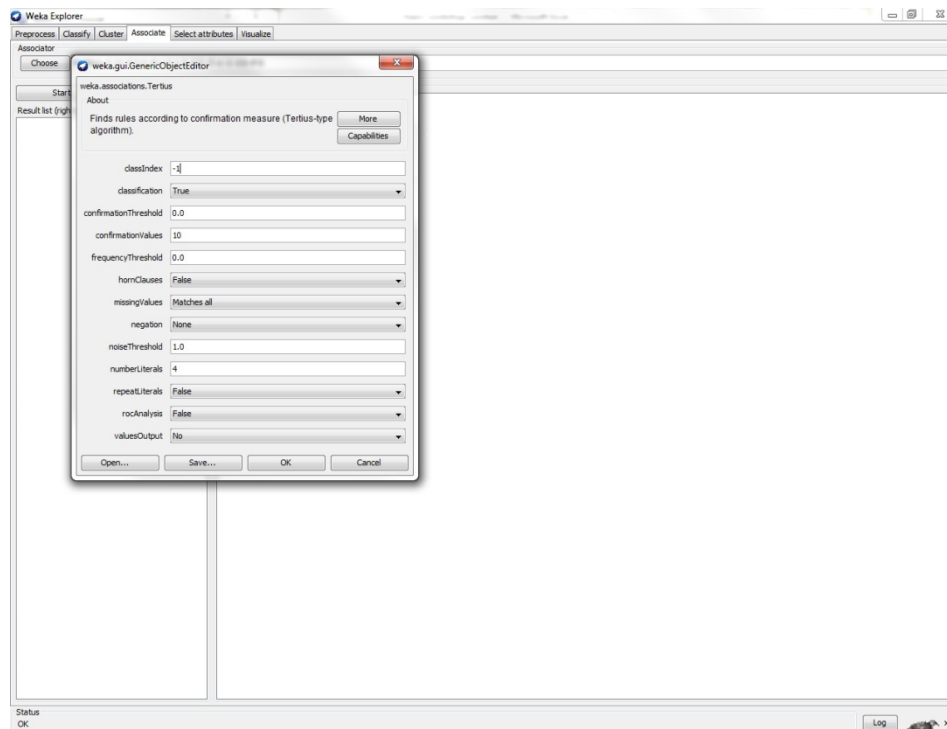 Weka Explorer
Preprocess Classify Cluster Associate Select attributes Visualize
Associator
Choose
weka.gui.GenericObjectEditor
Start
Result list (righ
weka.associations.Tertius
About
Finds rules according to confirmation measure (Tertius-type
algorithm).
More
Capabilities
classIndex -1
classification True
confirmationThreshold 0.0
confirmationValues 10
frequencyThreshold 0.0
hornClauses False
missingValues Matches all
negation None
noiseThreshold 1.0
numberLiterals 4
repeatLiterals False
rocAnalysis False
valuesOutput No
Open... Save... OK Cancel
Status
OK
Log
x